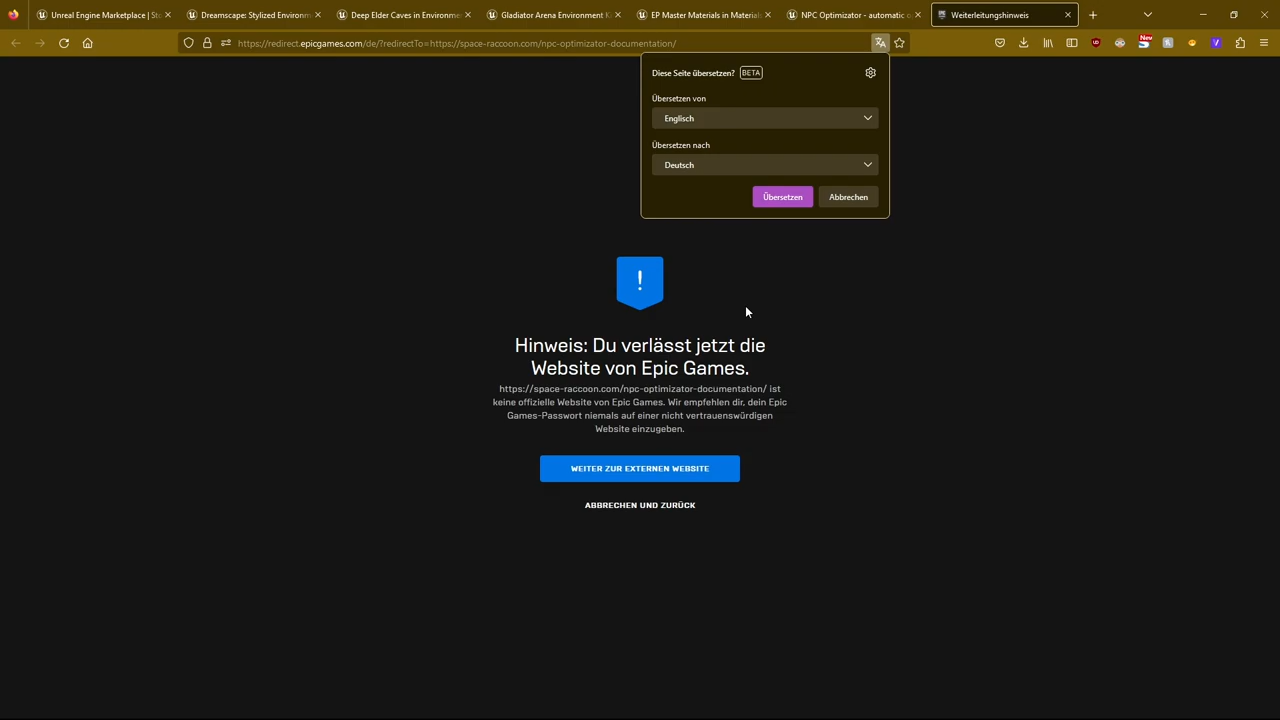 Unreal Engine Marketplace | Sto
Dreamscape: Stylized Environm
Deep Elder Caves in Environme
Gladiator Arena Environment K
EP Master Materials in Materials
NPC Optimizator - automatic o
Weiterleitungshinweis
https://redirect.epicgames.com/de/?redirectTo=https://space-raccoon.com/npc-optimizator-documentation/
New
Diese Seite übersetzen? BETA
Übersetzen von
Englisch
Übersetzen nach
Deutsch
Übersetzen
Abbrechen
!
Hinweis: Du verlässt jetzt die
Website von Epic Games.
https://space-raccoon.com/npc-optimizator-documentation/ ist
keine offizielle Website von Epic Games. Wir empfehlen dir, dein Epic
Games-Passwort niemals auf einer nicht vertrauenswürdigen
Website einzugeben.
WEITER ZUR EXTERNEN WEBSITE
ABBRECHEN UND ZURÜCK